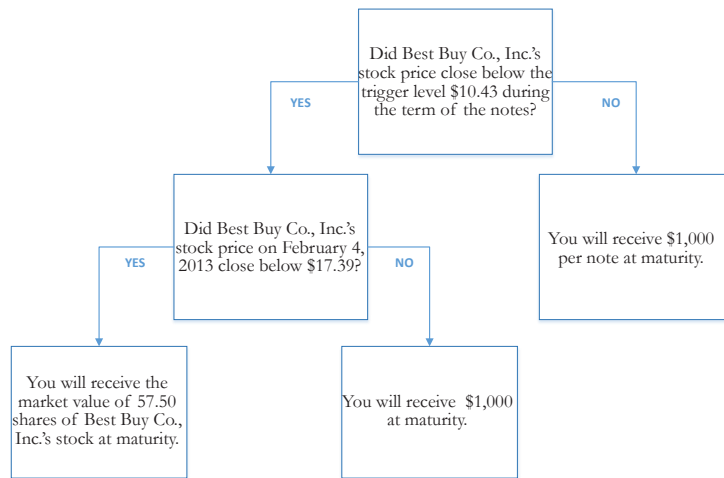 Did Best Buy Co., Inc.'s
stock price close below the
trigger level $10.43 during
the term of the notes?
YES
NO
Did Best Buy Co., Inc.'s
stock price on February 4,
2013 close below $17.39?
You will receive $1,000
per note at maturity.
YES
NO
You will receive the
market value of 57.50
shares of Best Buy Co.,
Inc.'s stock at maturity.
You will receive  $1,000
at maturity.